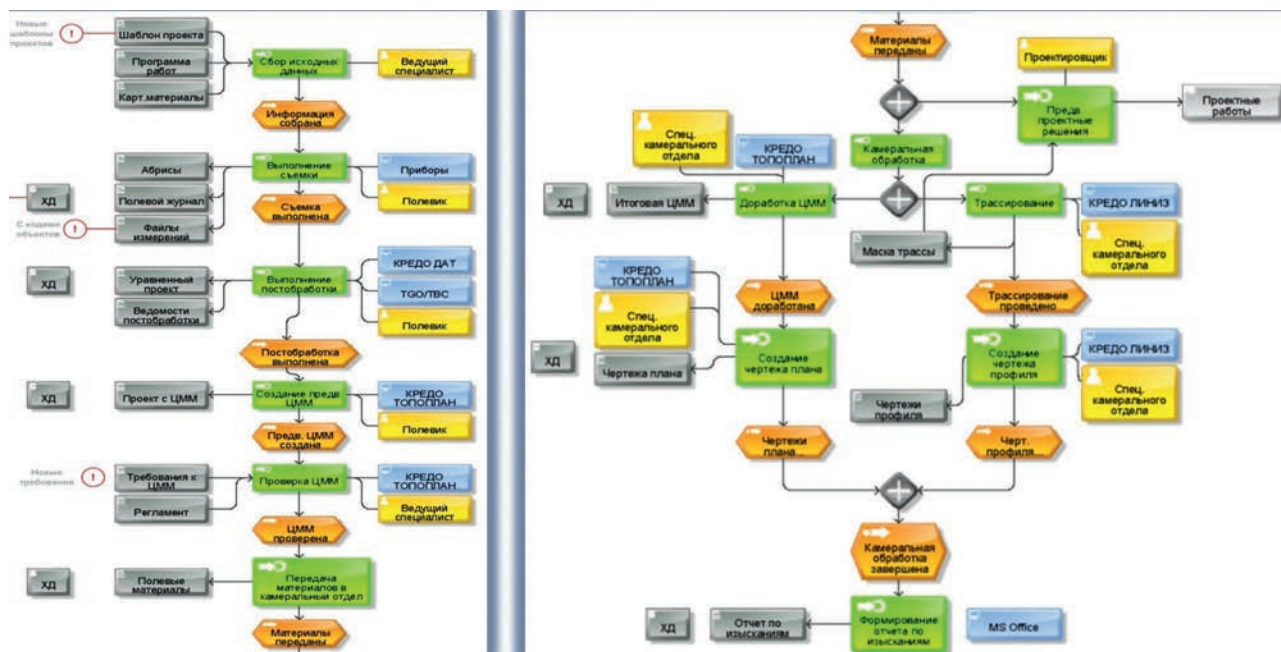 Новые
шаблоны
проектов
!
Шаблон проекта
Программа
работ
Карт.материалы
Сбор исходных
данных
Ведущий
специалист
Информация
собрана
Абрисы
Полевой журнал
Файлы
измерений
ХД
С кодами
объектов
!
Выполнение
съемки
Приборы
Полевик
Съемка
выполнена
ХД
Уравненный
проект
Ведомости
постобработки
Выполнение
постобработки
КРЕДО ДАТ
TGO/TBC
Полевик
Постобработка
выполнена
ХД
Проект с ЦММ
Создание предв.
ЦММ
КРЕДО
ТОПОПЛАН
Полевик
Предв. ЦММ
создана
Новые
требования
!
Требования к
ЦММ
Регламент
Проверка ЦММ
КРЕДО
ТОПОПЛАН
Ведущий
специалист
ЦММ
проверена
ХД
Полевые
материалы
Передача
материалов в
камеральный отдел
Материалы
переданы
Материалы
переданы
Проектировщик
Предв.
проектные
решения
Проектные
работы
Камеральная
обработка
Спец.
камерального
отдела
КРЕДО
ТОПОПЛАН
ХД
Итоговая ЦММ
Доработка ЦММ
Трассирование
КРЕДО ЛИНИЗ
Спец.
камерального
отдела
Маска трассы
КРЕДО
ТОПОПЛАН
Спец.
камерального
отдела
ЦММ
доработана
Трассирование
проведено
ХД
Чертежа плана
Создание
чертежа плана
Создание
чертежа
профиля
КРЕДО ЛИНИЗ
Спец.
камерального
отдела
Чертежи
профиля
Чертежи
плана...
Черт.
профиля...
Камеральная
обработка
завершена
ХД
Отчет по
изысканиям
Формирование
отчета по
изысканиям
MS Office